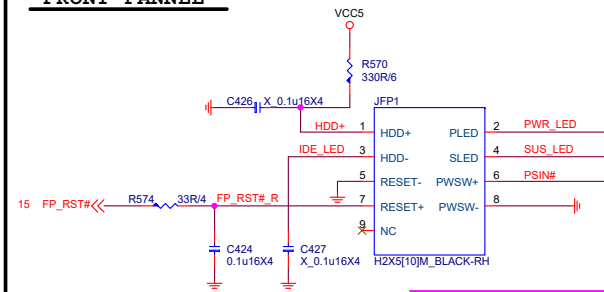 FRONT PANNEL
VCC5
R570
330R/6
C426 X_0.1u16X4
JFP1
HDD+ 1 HDD+ PLED 2 PWR_LED
IDE_LED 3 HDD- SLED 4 SUS_LED
5 RESET- PWSW+ 6 PSIN#
15 FP_RST# R574 33R/4 FP_RST#_R 7 RESET+ PWSW- 8
9 NC
C424
0.1u16X4
C427
X_0.1u16X4
H2X5[10]M_BLACK-RH